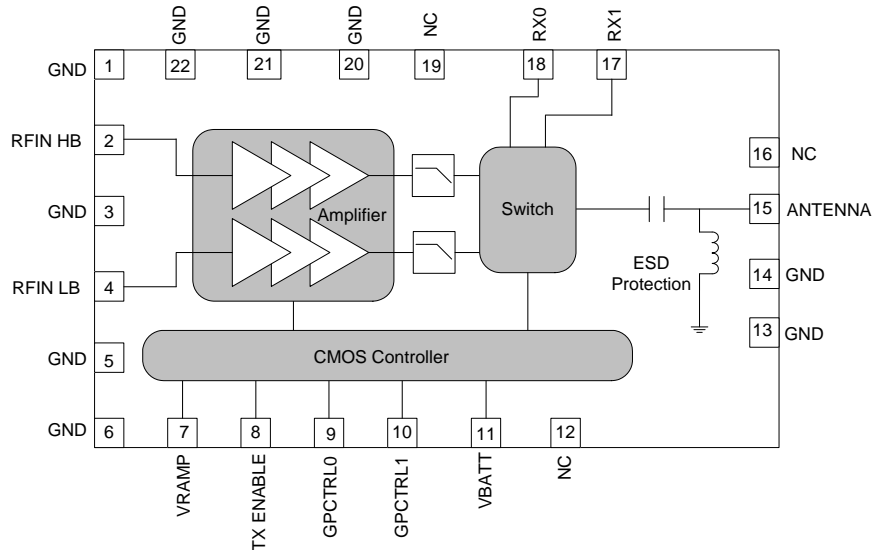 GND
GND
GND
NC
RX0
RX1
GND
1
22
21
20
19
18
17
RFIN HB
2
16
NC
GND
3
Amplifier
Switch
15
ANTENNA
RFIN LB
4
ESD
Protection
14
GND
13
GND
GND
5
CMOS Controller
GND
6
7
8
9
10
11
12
VRAMP
TX ENABLE
GPCTRL0
GPCTRL1
VBATT
NC